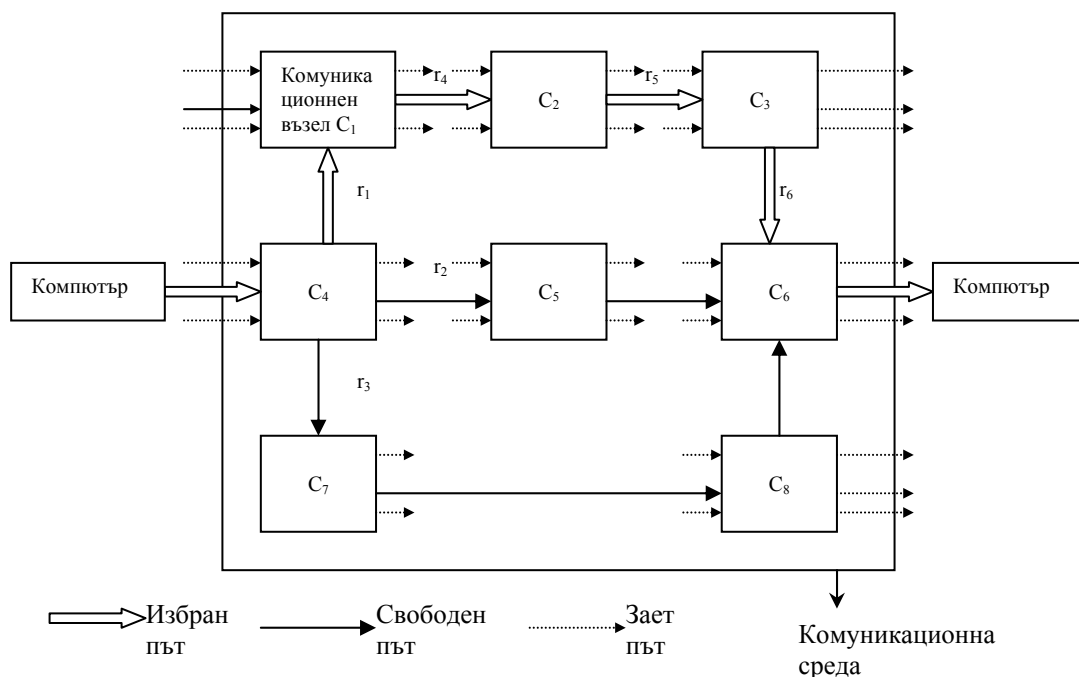 Комуника
ционнен
възел C₁
r₄
C₂
r₅
C₃
r₁
r₆
Компютър
C₄
r₂
C₅
C₆
Компютър
r₃
C₇
C₈
Избран
път
Свободен
път
Зает
път
Комуникационна
среда